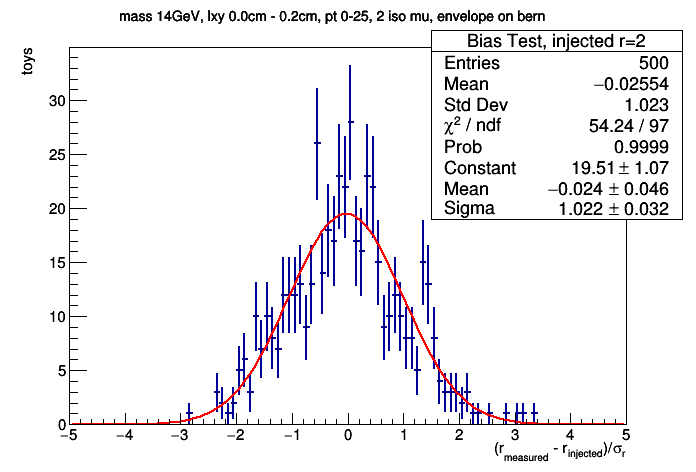 mass 14GeV, lxy 0.0cm - 0.2cm, pt 0-25, 2 iso mu, envelope on bern
Bias Test, injected r=2
Entries 500
Mean −0.02554
Std Dev 1.023
χ² / ndf 54.24 / 97
Prob 0.9999
Constant 19.51 ± 1.07
Mean −0.024 ± 0.046
Sigma 1.022 ± 0.032
toys
30
25
20
15
10
5
0
−5 −4 −3 −2 −1 0 1 2 3 4 5
(r_measured - r_injected)/σ_r